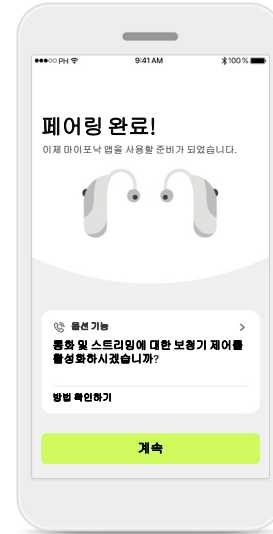 PH 9:41 AM 100 %
페어링 완료!
이제 마이포낙 앱을 사용할 준비가 되었습니다.
옵션 기능
통화 및 스트리밍에 대한 보청기 제어를
활성화하시겠습니까?
방법 확인하기
계속